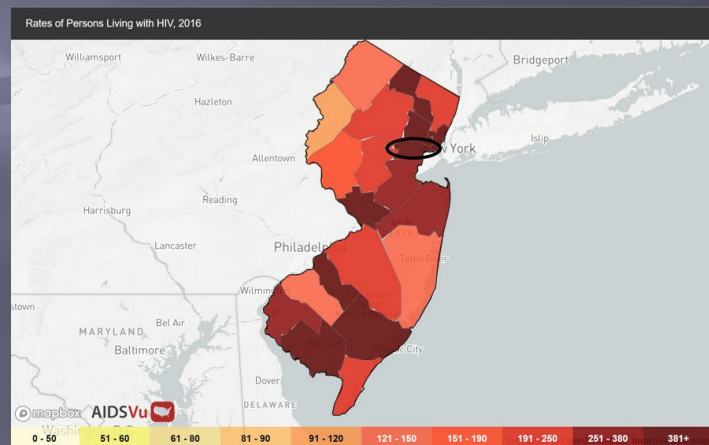 Rates of Persons Living with HIV, 2016
Williamsport
Wilkes-Barre
Bridgeport
Hazleton
Islip
York
Allentown
Reading
Harrisburg
Lancaster
Philadelphia
Toms River
Wilmington
stown
Bel Air
MARYLAND
Baltimore
City
Dover
DELAWARE
mapbox AIDSVu
0 - 50 51 - 60 61 - 80 81 - 90 91 - 120 121 - 150 151 - 190 191 - 250 251 - 380 381+